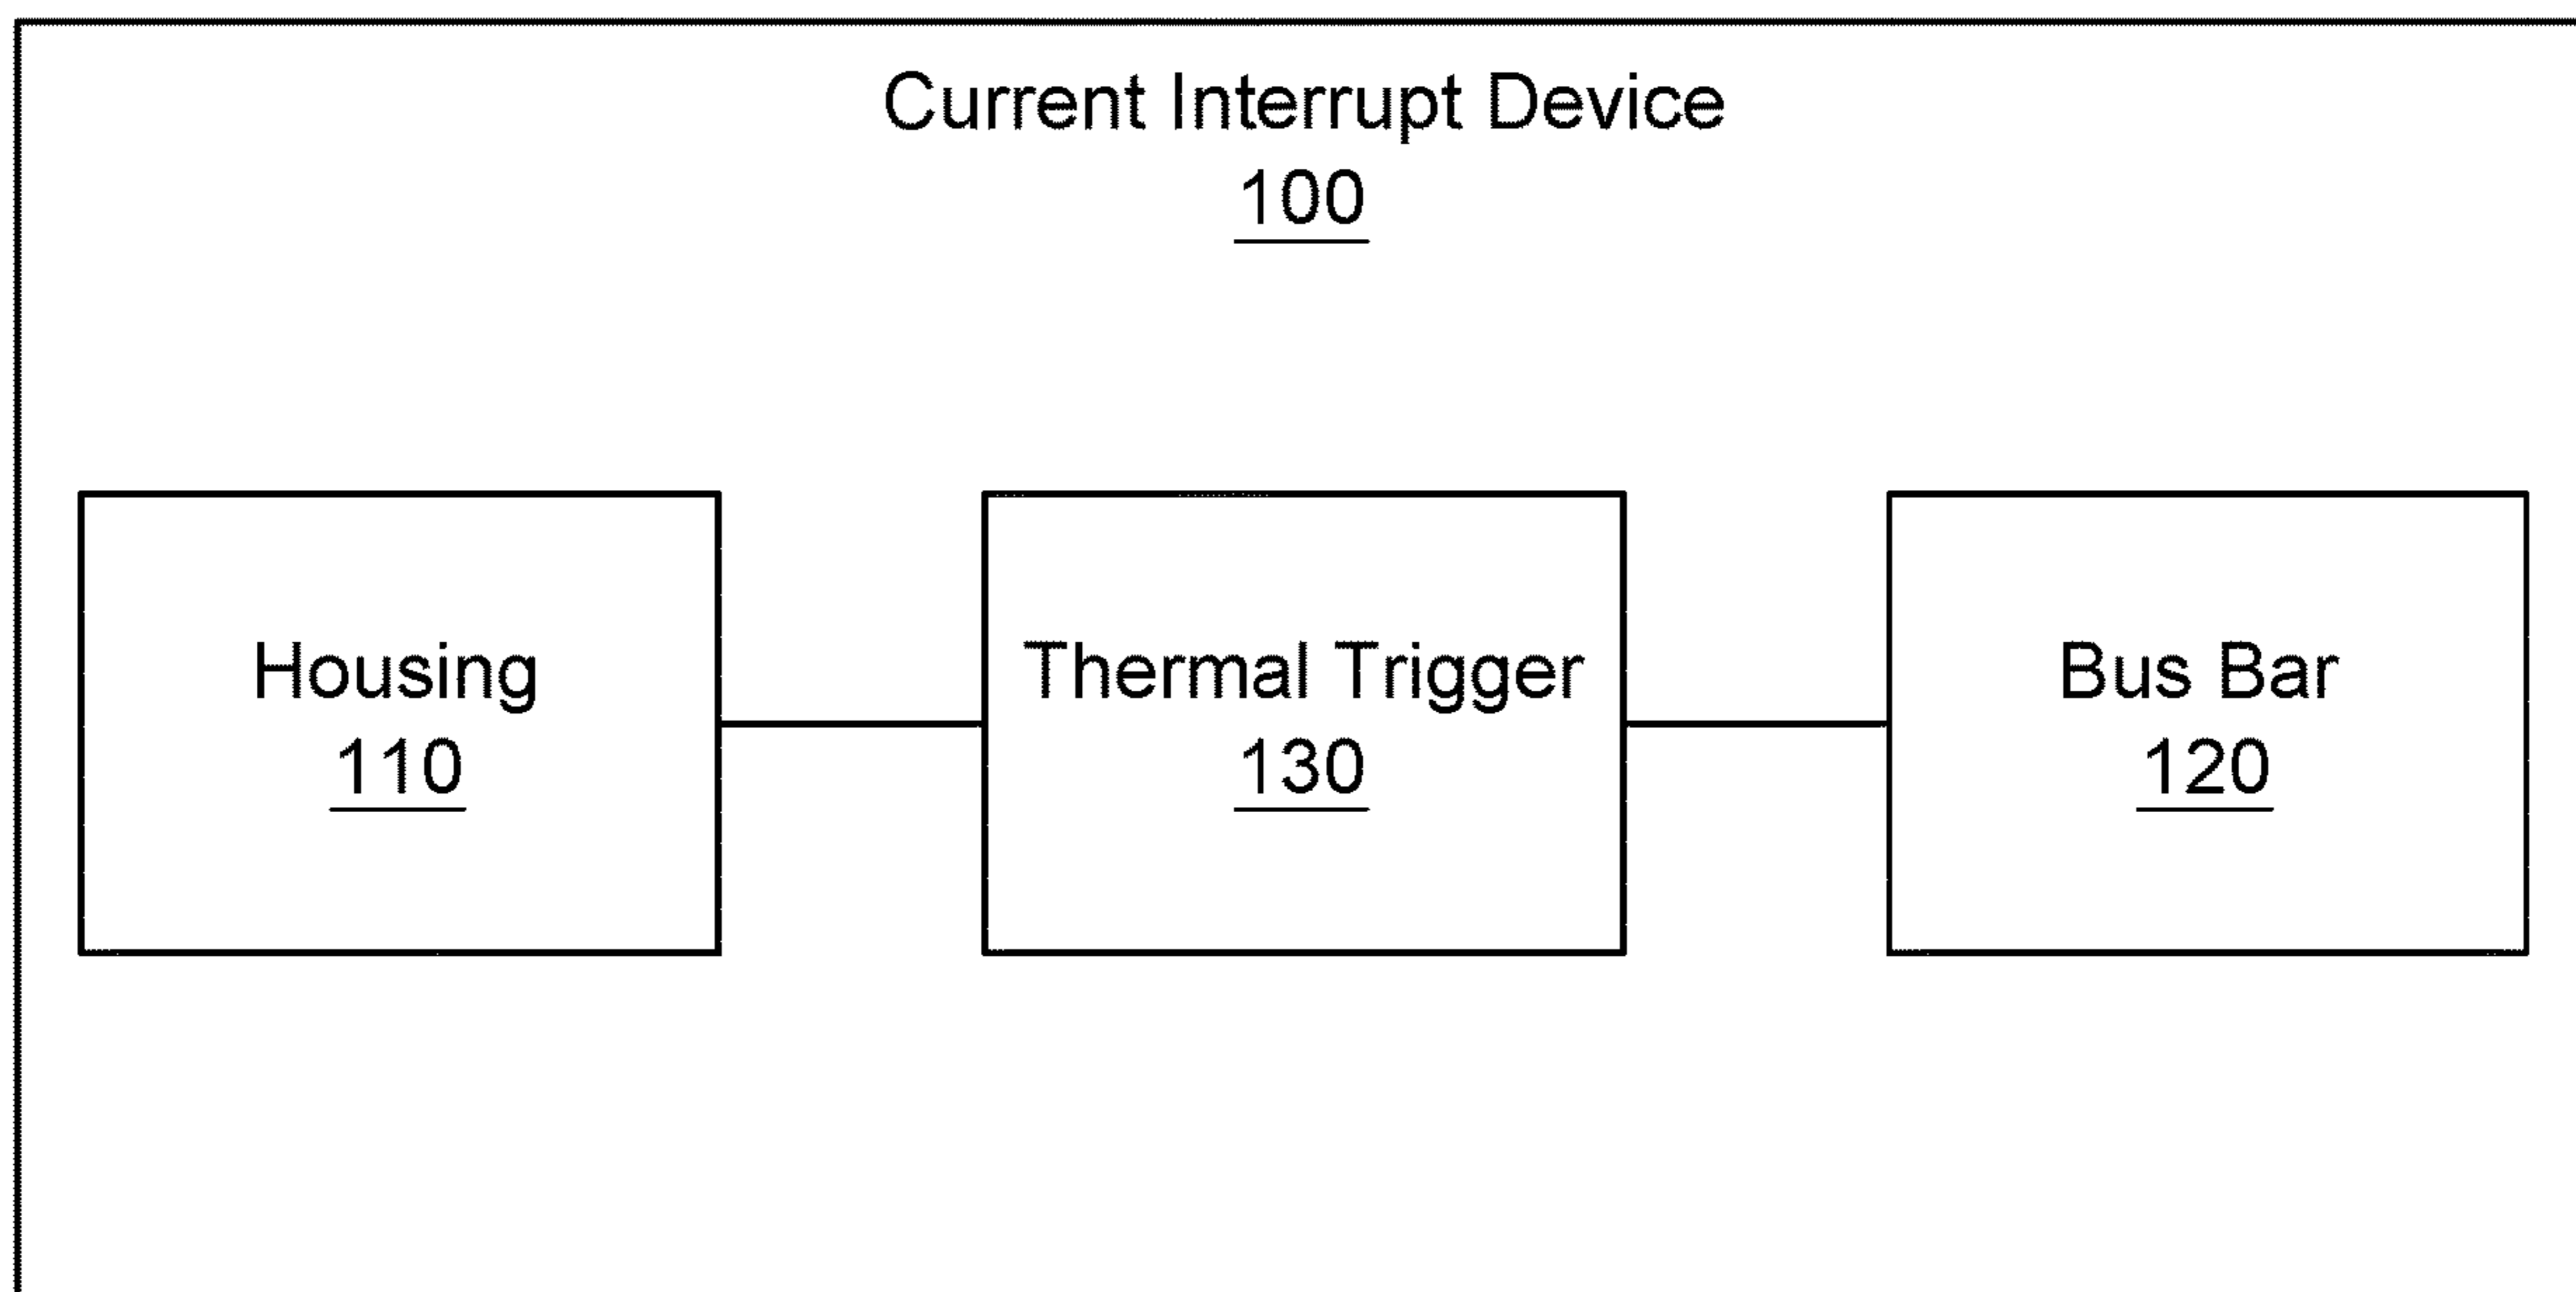 Current Interrupt Device
100
Housing
110
Thermal Trigger
130
Bus Bar
120